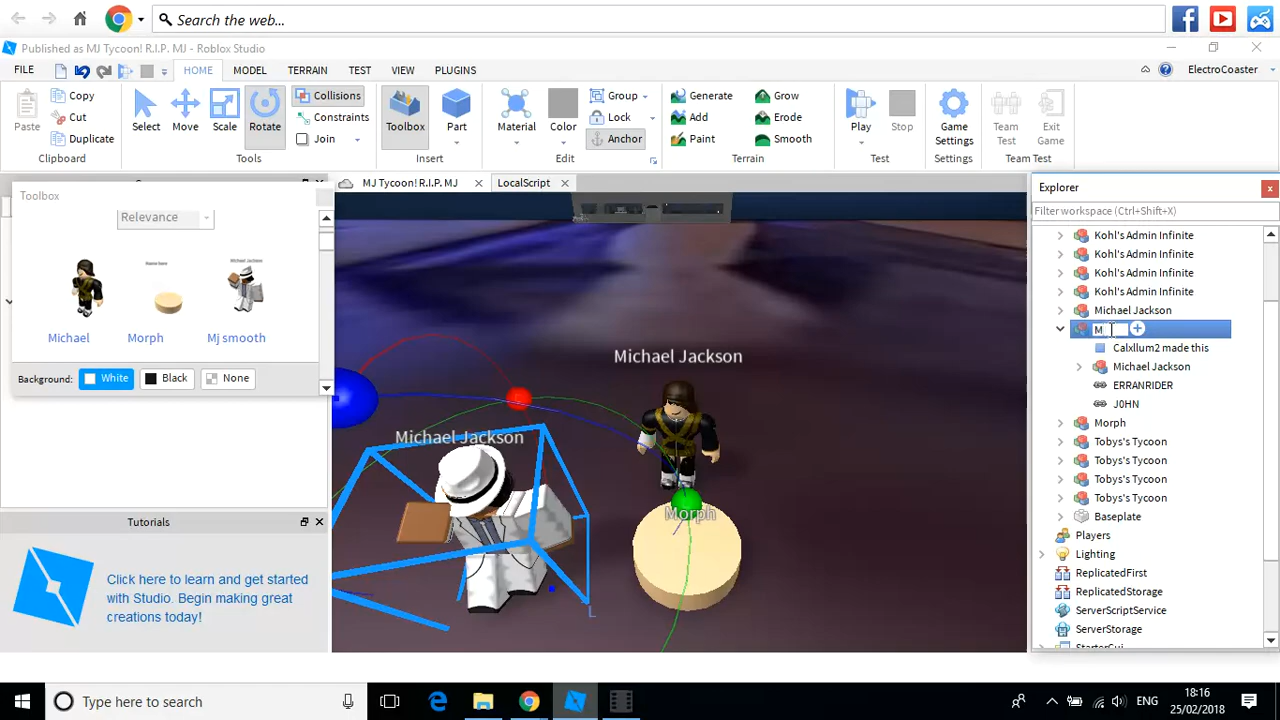 Search the web...
Published as MJ Tycoon! R.I.P. MJ - Roblox Studio
FILE HOME MODEL TERRAIN TEST VIEW PLUGINS ElectroCoaster
Paste Copy Cut Duplicate
Select Move Scale Rotate Collisions Constraints Join
Toolbox Part
Material Color Group Lock Anchor
Generate Add Paint Grow Erode Smooth
Play Stop
Game Settings
Team Test Exit Game
Clipboard Tools Insert Edit Terrain Test Settings Team Test
MJ Tycoon! R.I.P. MJ LocalScript
Toolbox
Relevance
Michael Morph Mj smooth
Background: White Black None
Tutorials
Click here to learn and get started with Studio. Begin making great creations today!
Michael Jackson
Michael Jackson
Morph
L
Explorer
Filter workspace (Ctrl+Shift+X)
Kohl's Admin Infinite
Kohl's Admin Infinite
Kohl's Admin Infinite
Kohl's Admin Infinite
Michael Jackson
M
Calxllum2 made this
Michael Jackson
ERRANRIDER
J0HN
Morph
Tobys's Tycoon
Tobys's Tycoon
Tobys's Tycoon
Tobys's Tycoon
Baseplate
Players
Lighting
ReplicatedFirst
ReplicatedStorage
ServerScriptService
ServerStorage
StarterGui
Type here to search
ENG
18:16
25/02/2018